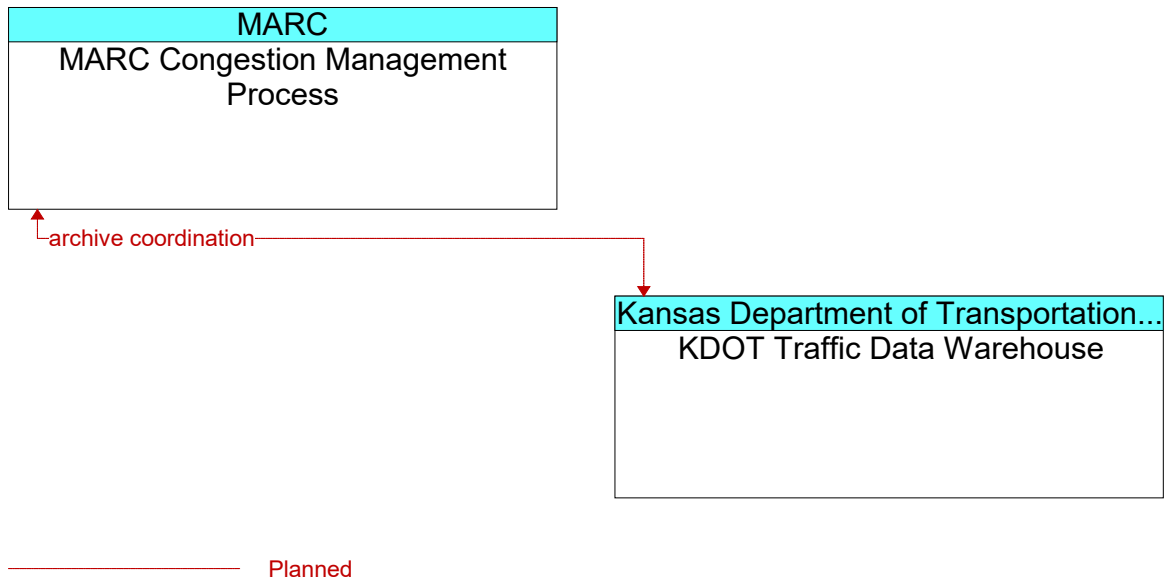 MARC
MARC Congestion Management
Process
archive coordination
Kansas Department of Transportation...
KDOT Traffic Data Warehouse
Planned